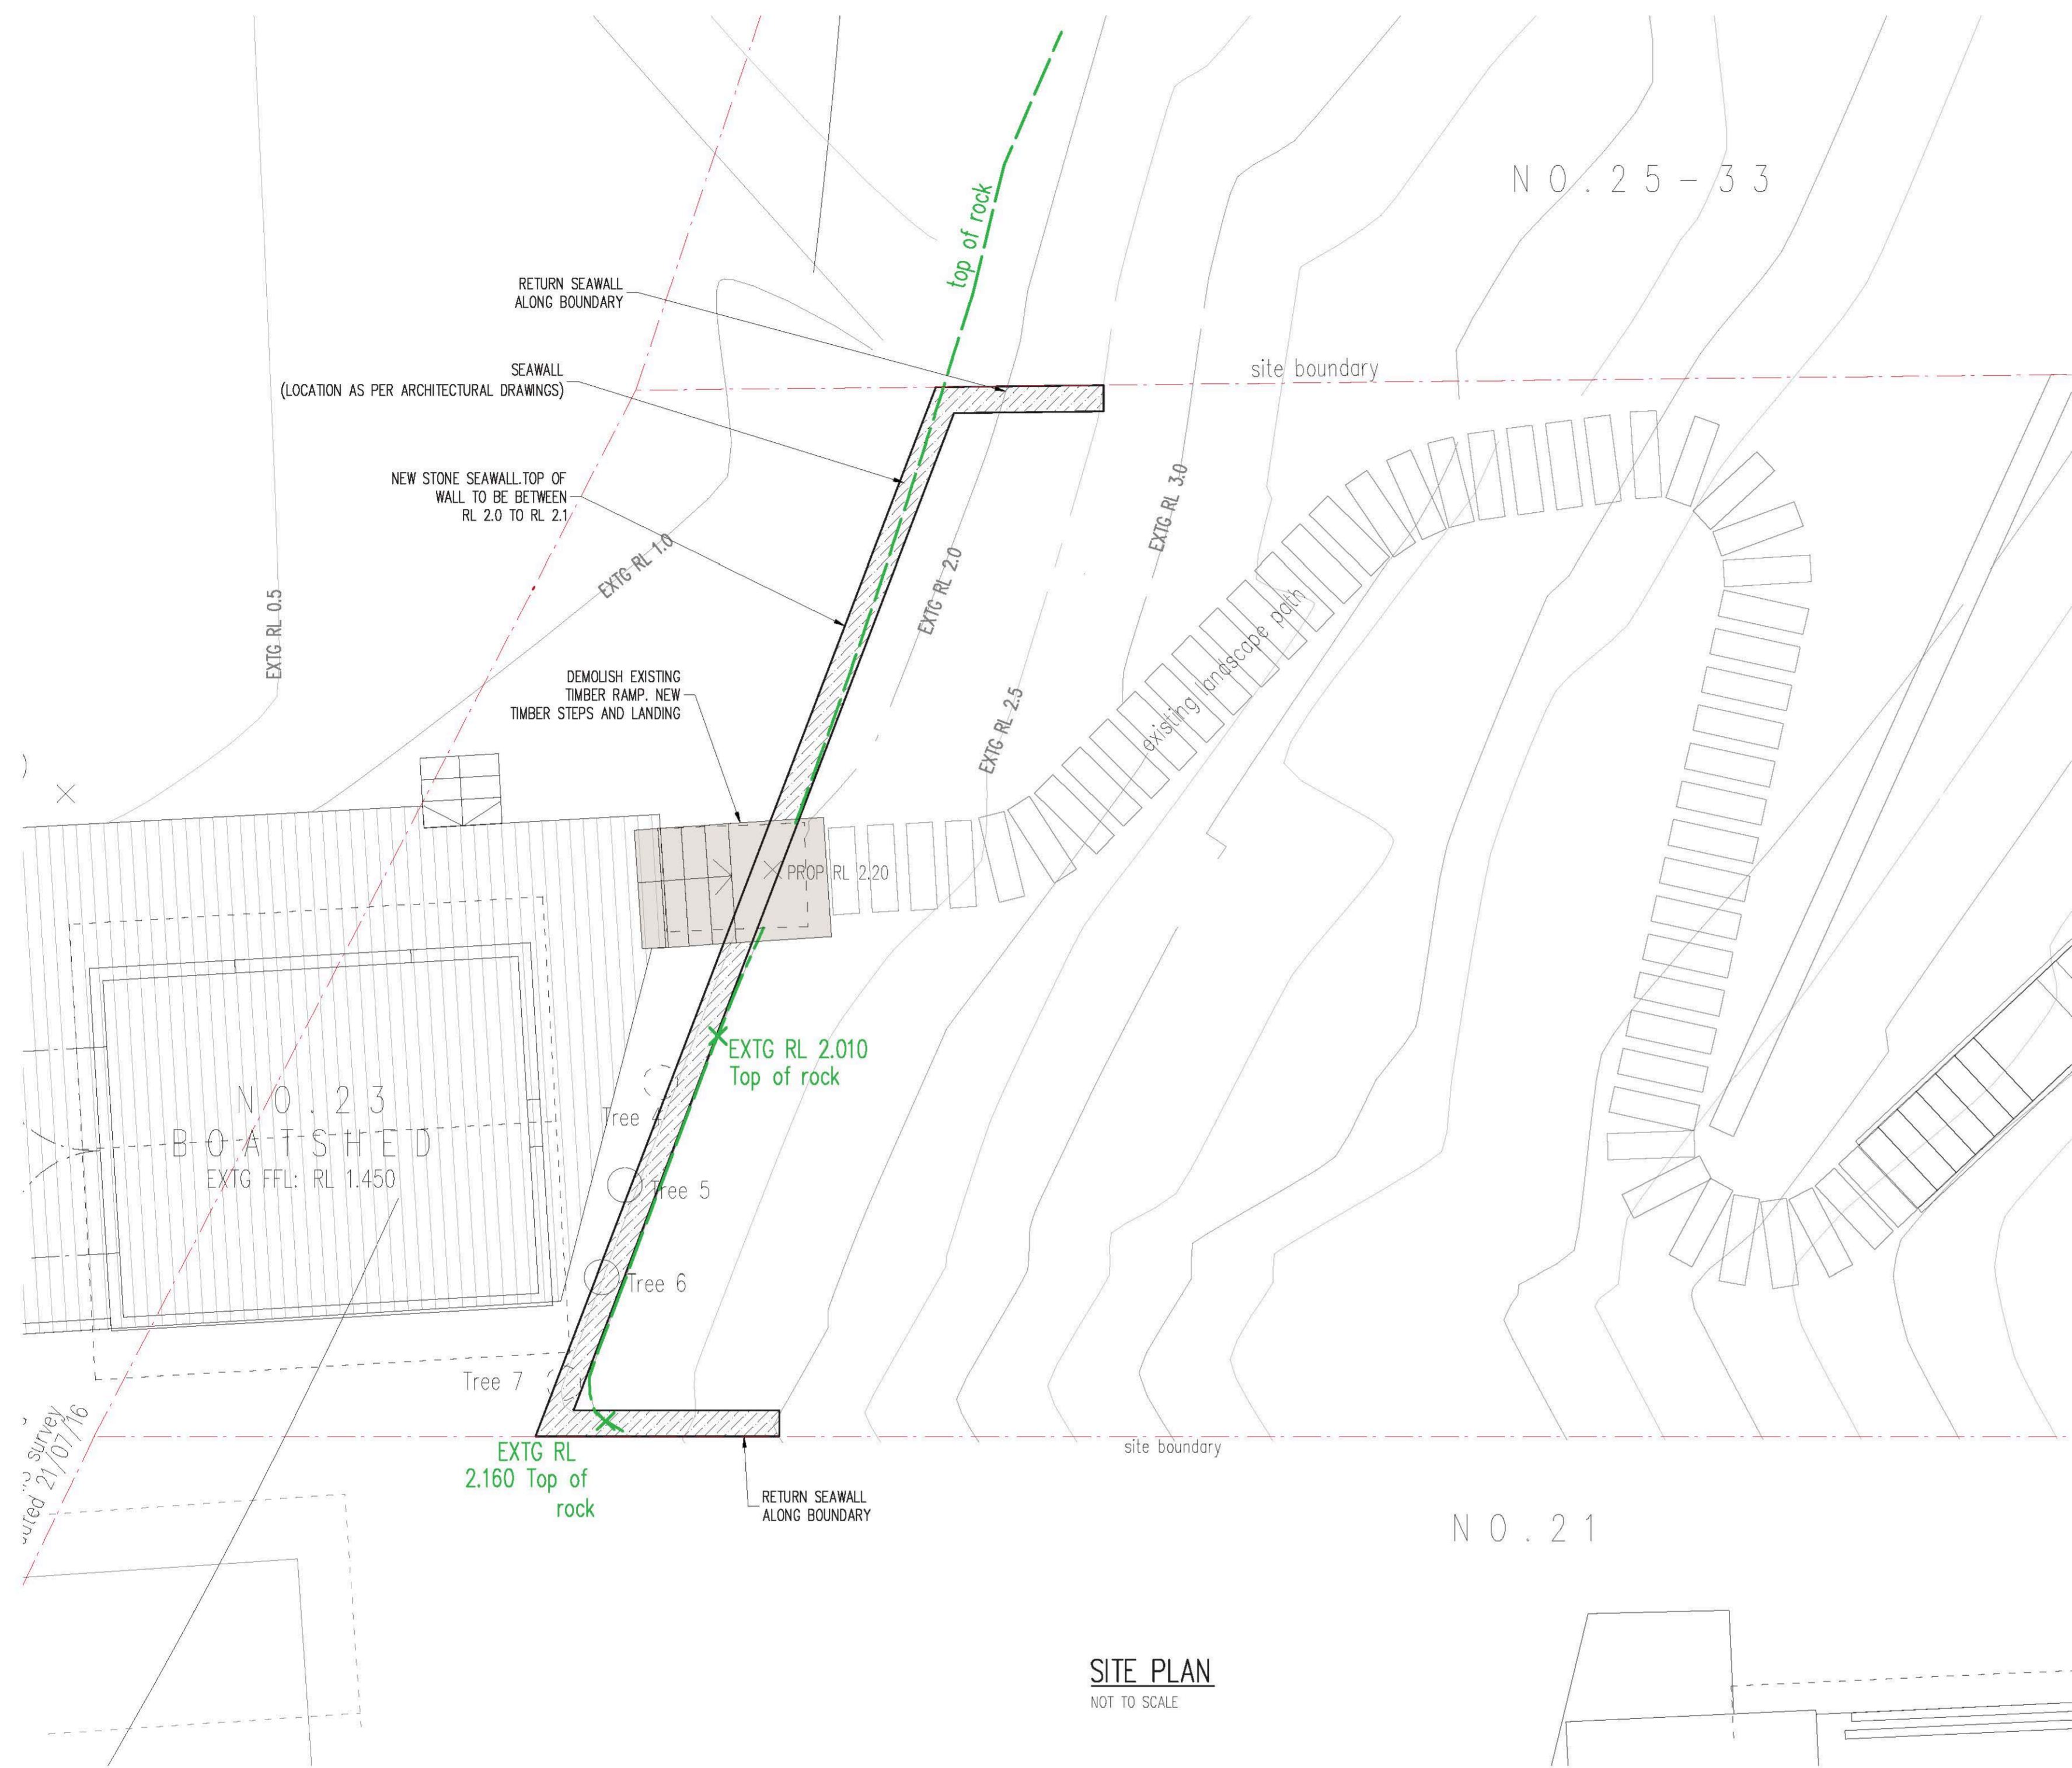 NO.25-33
top of rock
RETURN SEAWALL
ALONG BOUNDARY
SEAWALL
(LOCATION AS PER ARCHITECTURAL DRAWINGS)
site boundary
NEW STONE SEAWALL.TOP OF
WALL TO BE BETWEEN
RL 2.0 TO RL 2.1
EXTG RL 0.5
EXTG RL 1.0
EXTG RL 2.0
EXTG RL 3.0
EXTG RL 2.5
existing landscape path
DEMOLISH EXISTING
TIMBER RAMP. NEW
TIMBER STEPS AND LANDING
PROP RL 2.20
EXTG RL 2.010
Top of rock
NO.23
BOATSHED
EXTG FFL: RL 1.450
Tree 4
Tree 5
Tree 6
Tree 7
survey
21/07/16
EXTG RL
2.160 Top of
rock
site boundary
RETURN SEAWALL
ALONG BOUNDARY
NO.21
SITE PLAN
NOT TO SCALE